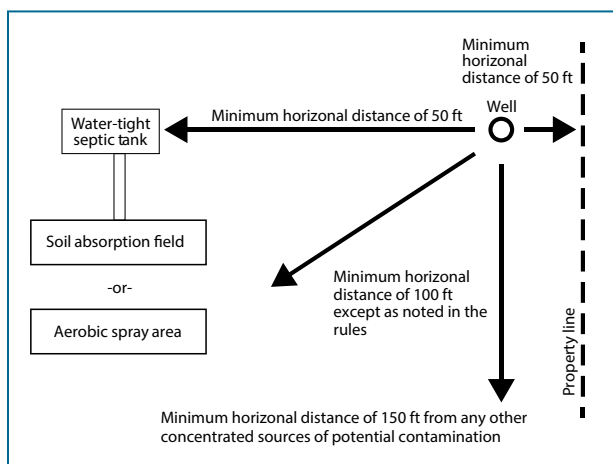 Minimum
horizonal
distance of 50 ft
Well
Minimum horizonal distance of 50 ft
Water-tight
septic tank
Soil absorption field
-or-
Aerobic spray area
Minimum horizonal
distance of 100 ft
except as noted in the
rules
Property line
Minimum horizonal distance of 150 ft from any other
concentrated sources of potential contamination